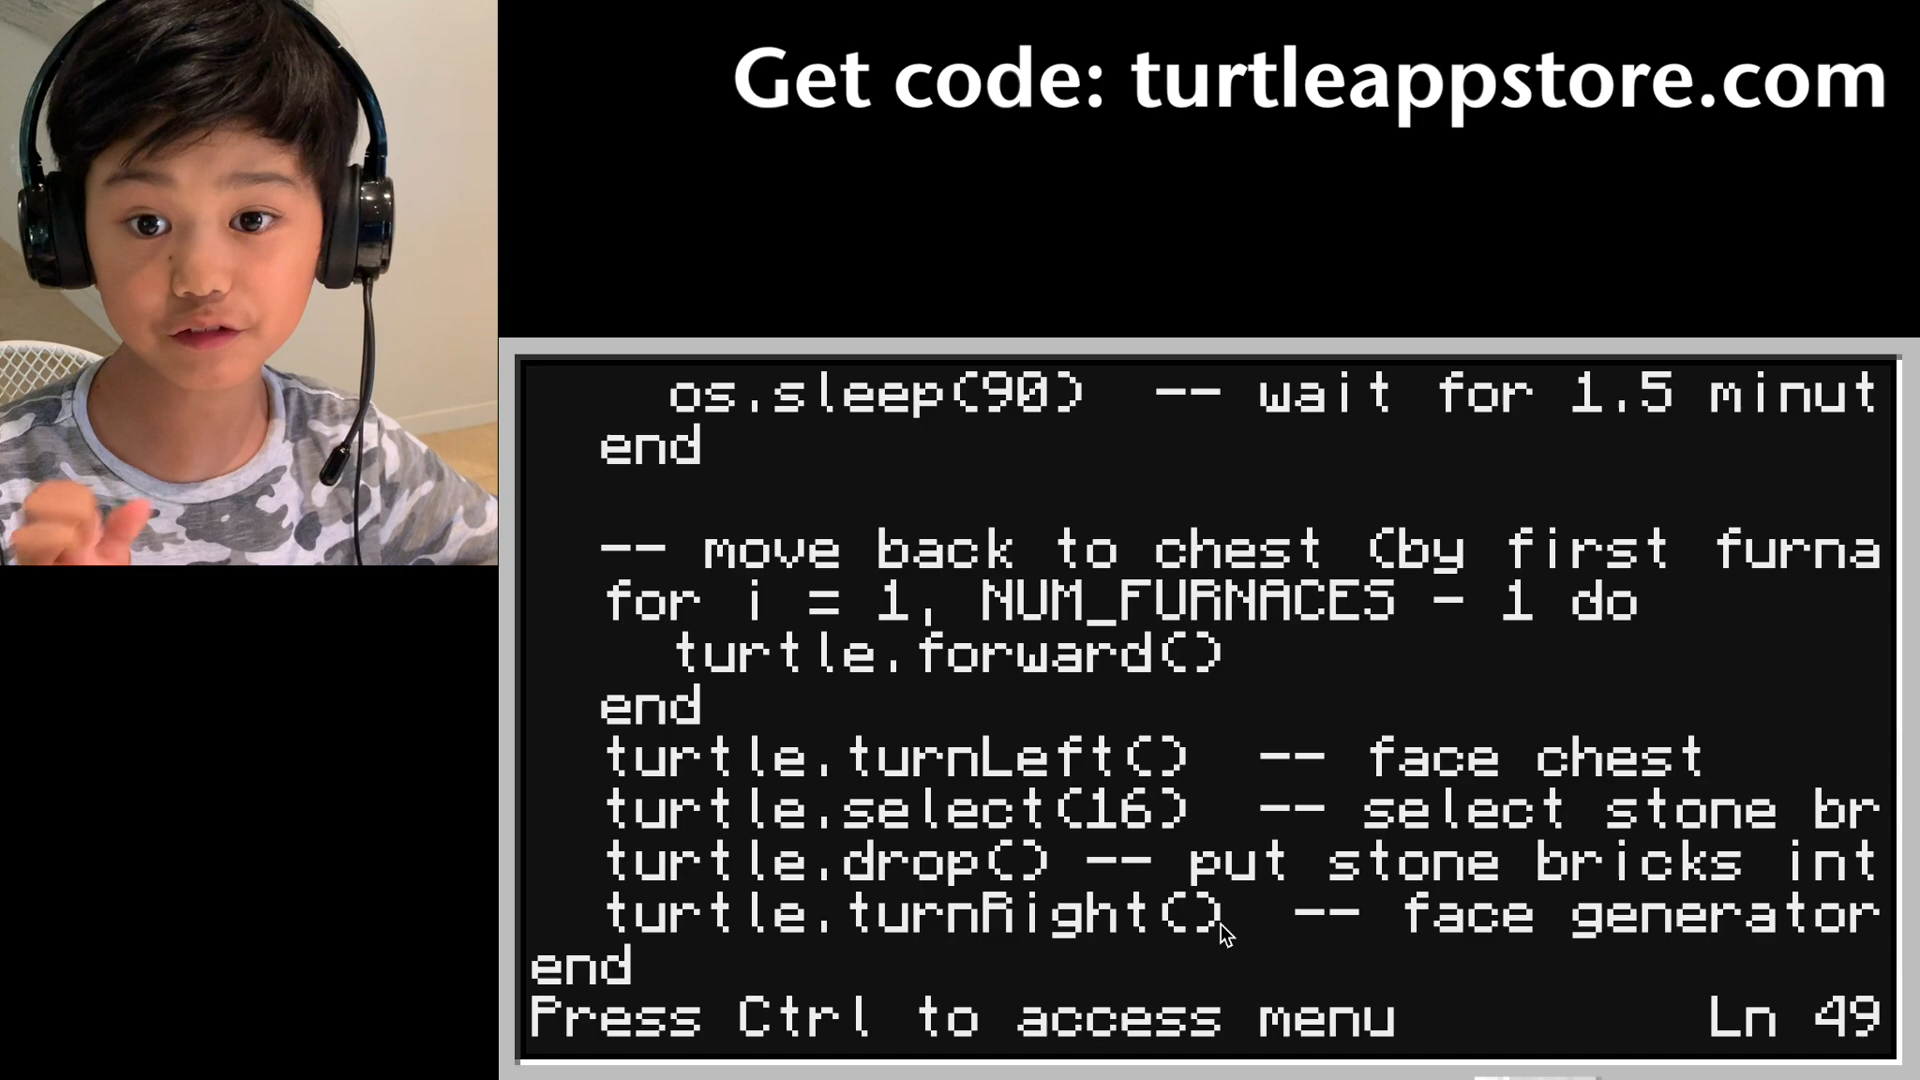 Get code: turtleappstore.com
os.sleep(90)  -- wait for 1.5 minut
end
-- move back to chest (by first furna
for i = 1, NUM_FURNACES - 1 do
turtle.forward()
end
turtle.turnLeft()  -- face chest
turtle.select(16)  -- select stone br
turtle.drop() -- put stone bricks int
turtle.turnRight()  -- face generator
end
Press Ctrl to access menu Ln 49